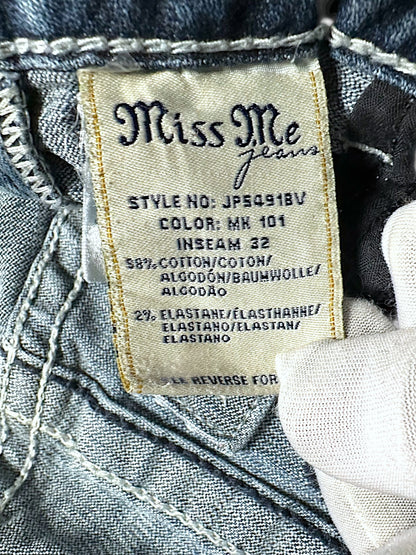 Miss Me
jeans
STYLE NO: JP5491BV
COLOR: MK 101
INSEAM 32
98% COTTON/COTON/
ALGODÓN/BAUMWOLLE/
ALGODÃO
2% ELASTANE/ÉLASTHANNE/
ELASTANO/ELASTAN/
ELASTANO
REVERSE FOR